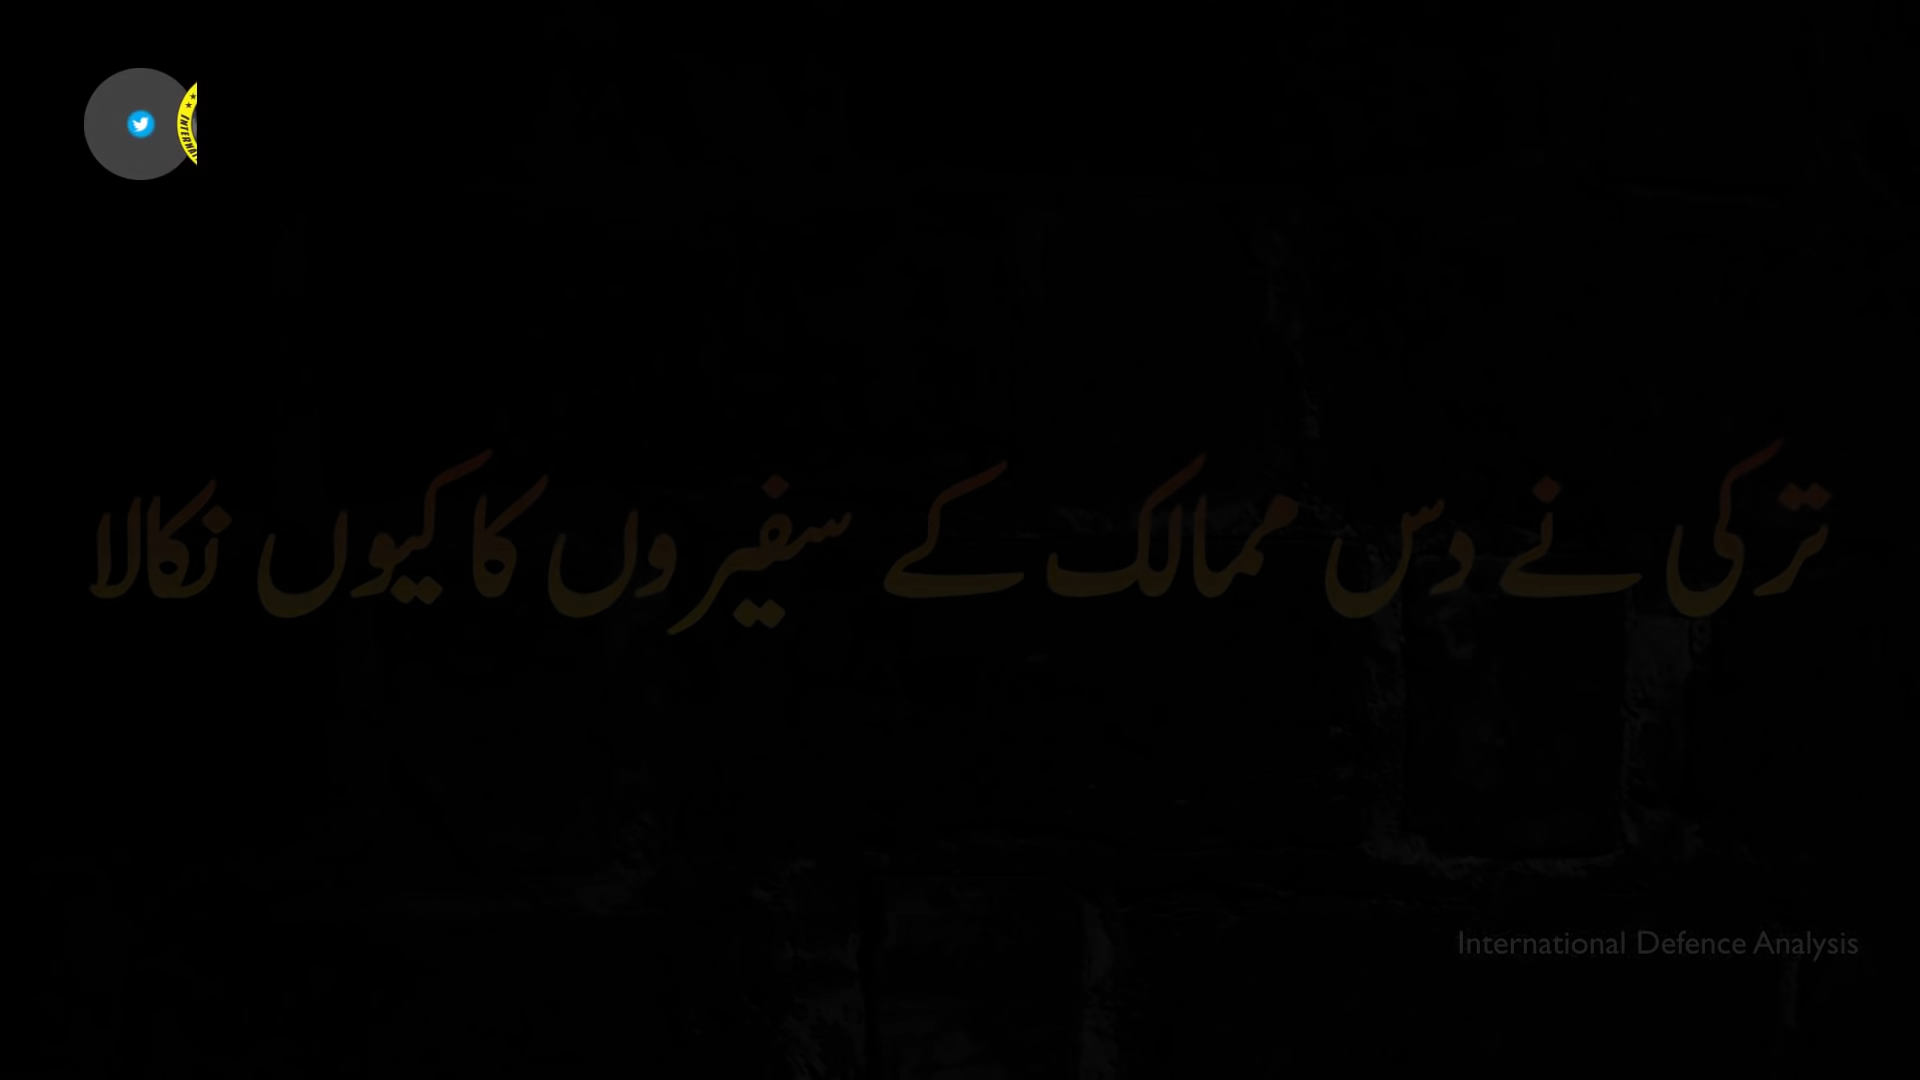 ترکی نے دس ممالک کے سفیروں کا کیوں نکالا
International Defence Analysis